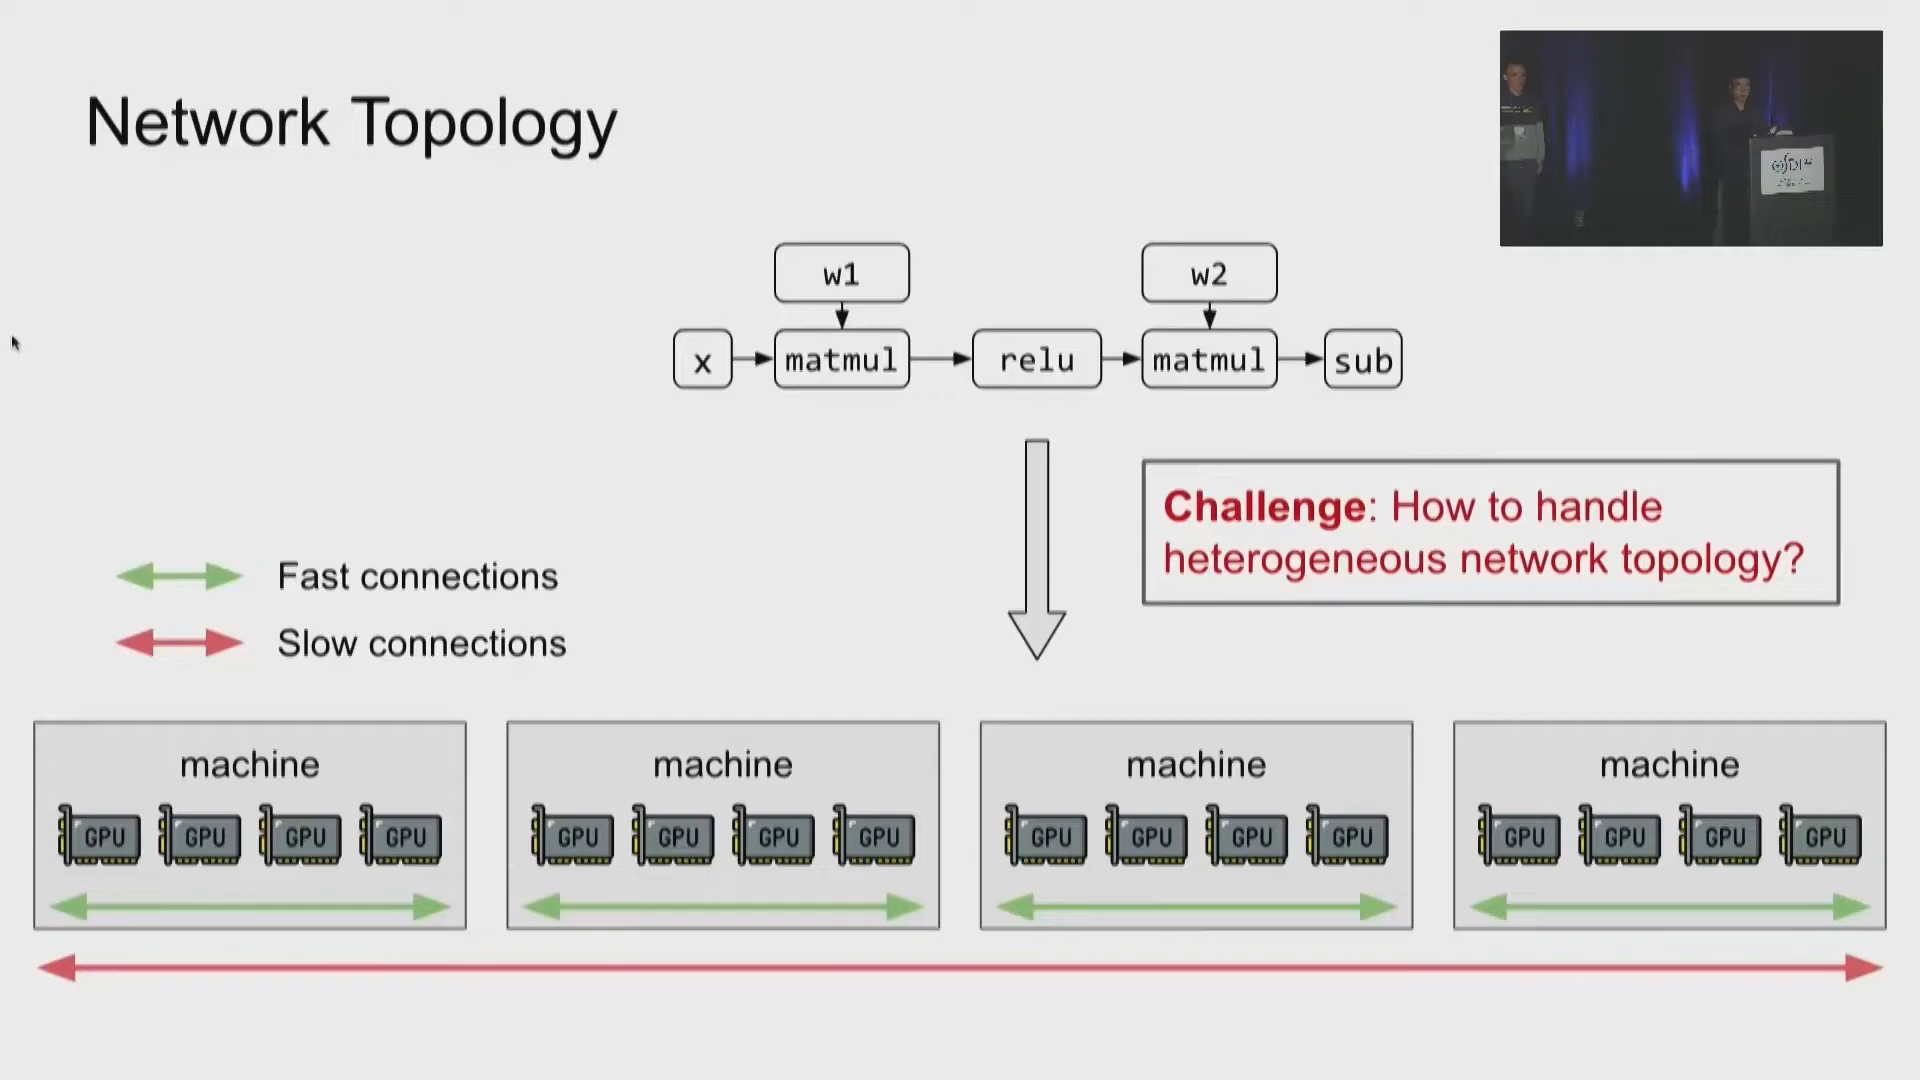 Network Topology
w1
w2
x
matmul
relu
matmul
sub
Challenge: How to handle
heterogeneous network topology?
Fast connections
Slow connections
machine
machine
machine
machine
GPU GPU GPU GPU
GPU GPU GPU GPU
GPU GPU GPU GPU
GPU GPU GPU GPU